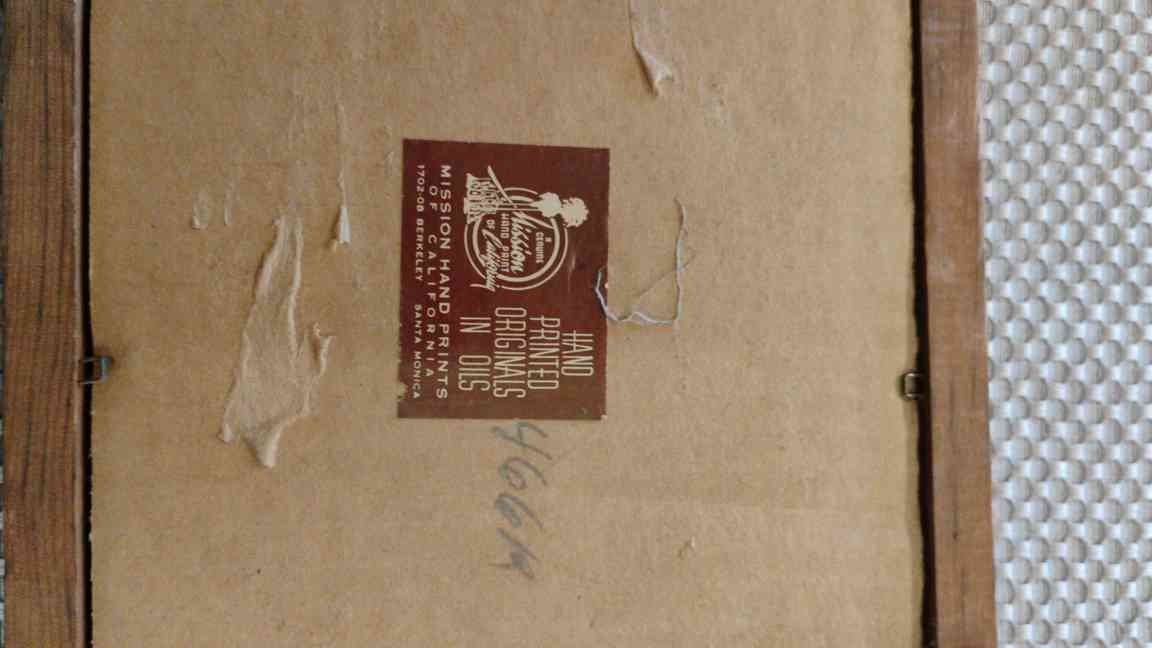 A
GENUINE
Mission
HAND PRINT
OF
California
HAND
PRINTED
ORIGINALS
IN OILS
MISSION HAND PRINTS
OF CALIFORNIA
1702-08 BERKELEY SANTA MONICA